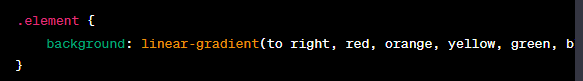 .element {
    background: linear-gradient(to right, red, orange, yellow, green, b
}